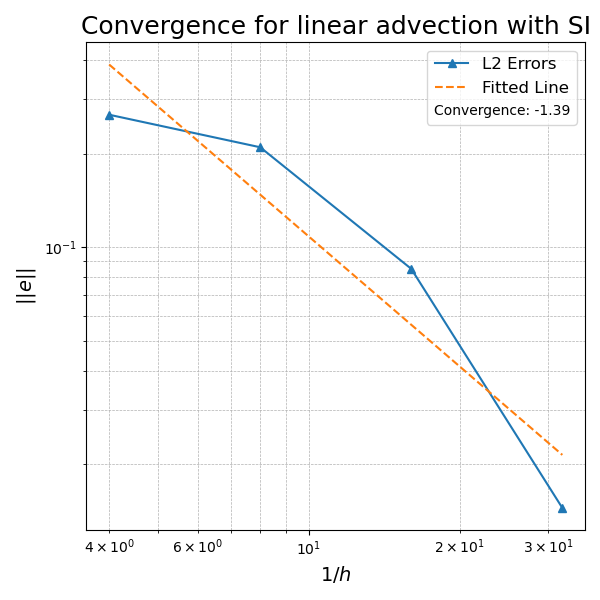 Convergence for linear advection with SI
L2 Errors
Fitted Line
Convergence: -1.39
||e||
10⁻¹
4 × 10⁰
6 × 10⁰
10¹
2 × 10¹
3 × 10¹
1/h